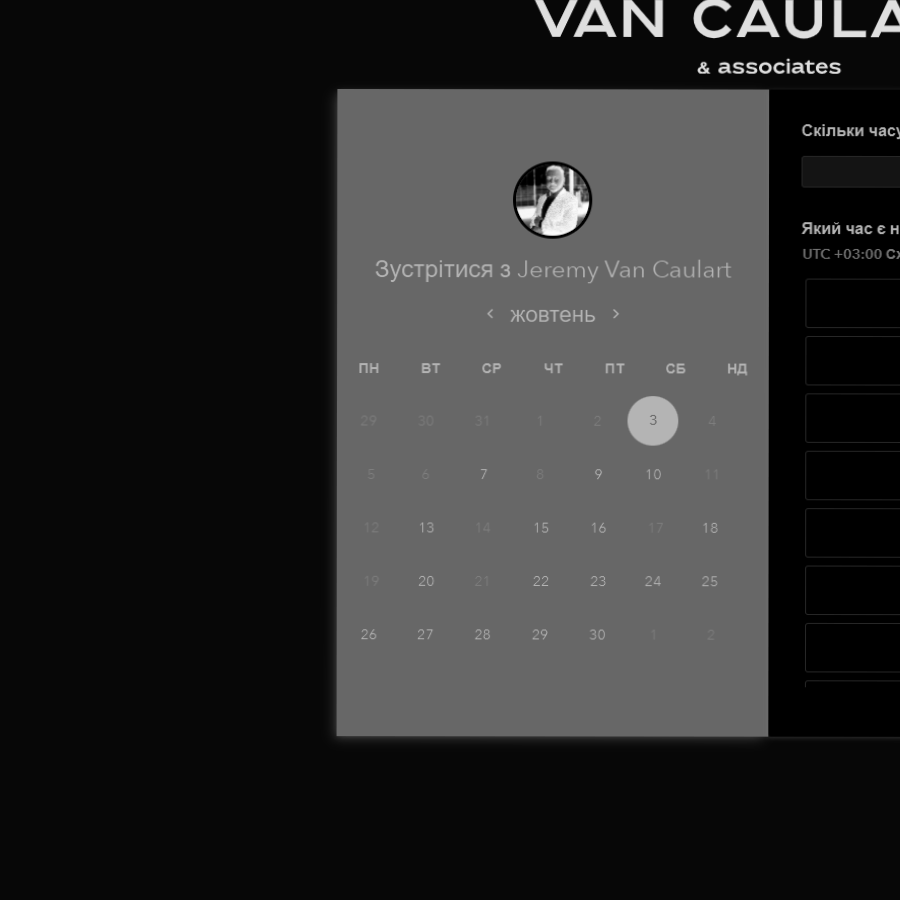 VAN CAULA
& associates
Зустрітися з Jeremy Van Caulart
жовтень
ПН ВТ СР ЧТ ПТ СБ НД
29 30 31 1 2 3 4
5 6 7 8 9 10 11
12 13 14 15 16 17 18
19 20 21 22 23 24 25
26 27 28 29 30 1 2
Скільки часу
Який час є н
UTC +03:00 Сх